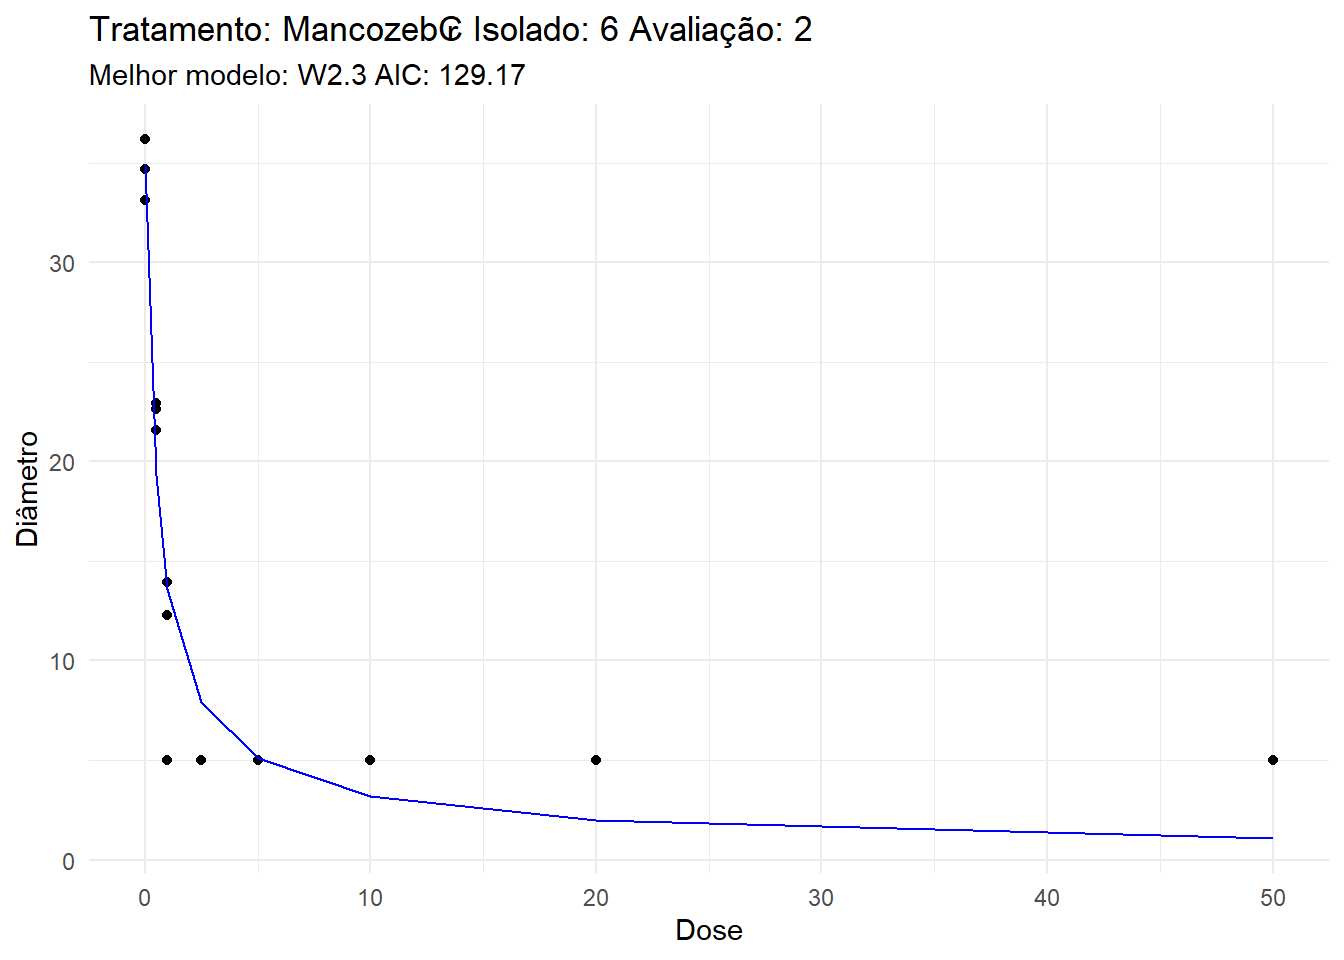 Tratamento: Mancozeb₢ Isolado: 6 Avaliação: 2
Melhor modelo: W2.3 AIC: 129.17
30
20
10
0
Diâmetro
0 10 20 30 40 50
Dose